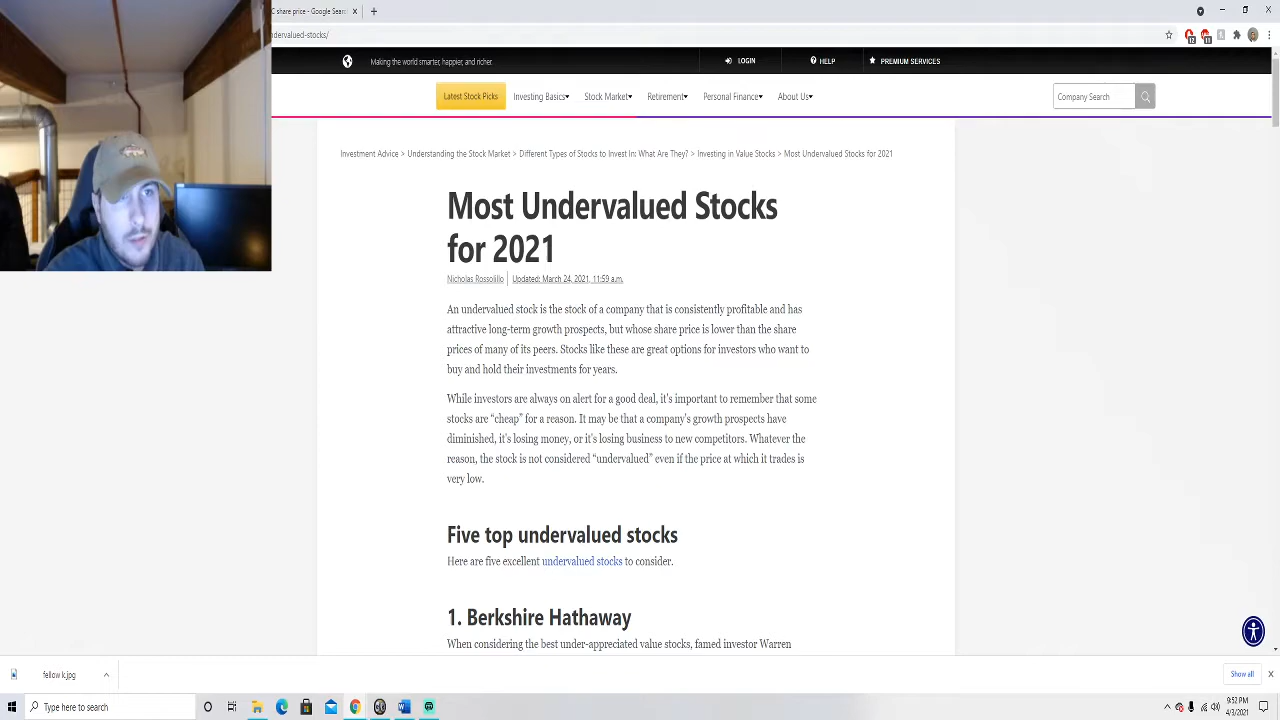 C share price - Google Sear
dervalued-stocks/
12
11
Making the world smarter, happier, and richer.
LOGIN
HELP
PREMIUM SERVICES
Latest Stock Picks
Investing Basics
Stock Market
Retirement
Personal Finance
About Us
Company Search
Investment Advice > Understanding the Stock Market > Different Types of Stocks to Invest In: What Are They? > Investing in Value Stocks > Most Undervalued Stocks for 2021
Most Undervalued Stocks
for 2021
Nicholas Rossolillo | Updated: March 24, 2021, 11:59 a.m.
An undervalued stock is the stock of a company that is consistently profitable and has
attractive long-term growth prospects, but whose share price is lower than the share
prices of many of its peers. Stocks like these are great options for investors who want to
buy and hold their investments for years.
While investors are always on alert for a good deal, it's important to remember that some
stocks are “cheap” for a reason. It may be that a company's growth prospects have
diminished, it's losing money, or it's losing business to new competitors. Whatever the
reason, the stock is not considered “undervalued” even if the price at which it trades is
very low.
Five top undervalued stocks
Here are five excellent undervalued stocks to consider.
1. Berkshire Hathaway
When considering the best under-appreciated value stocks, famed investor Warren
fellow k.jpg
Show all
Type here to search
9:52 PM
4/3/2021